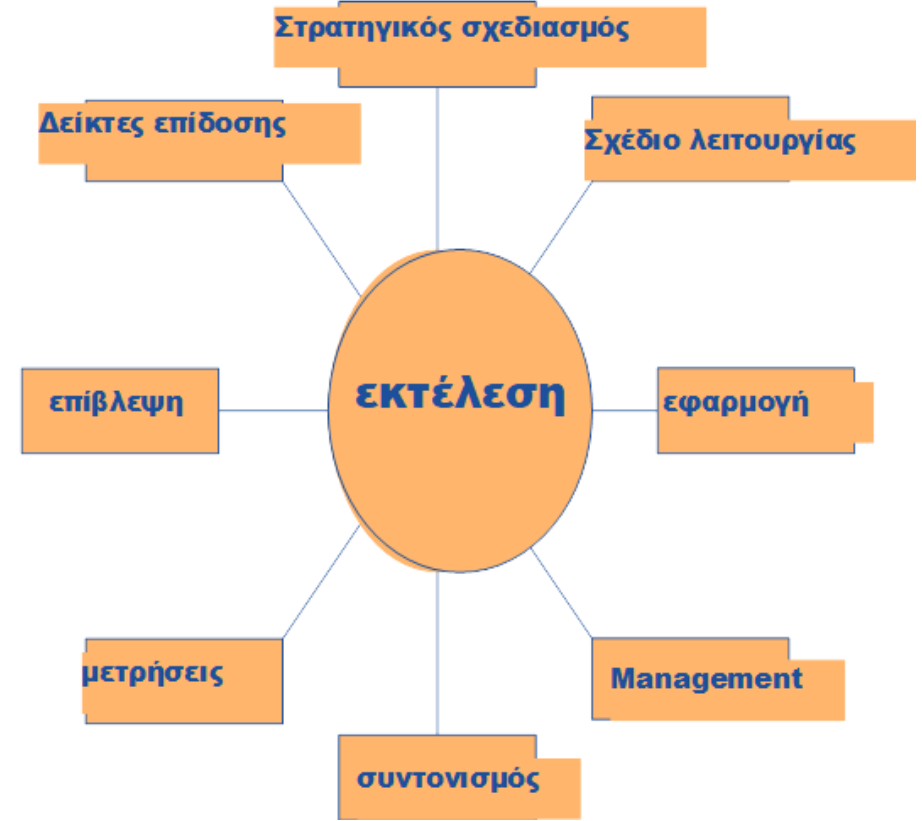 Στρατηγικός σχεδιασμός
Δείκτες επίδοσης
Σχέδιο λειτουργίας
εκτέλεση
επίβλεψη
εφαρμογή
μετρήσεις
Management
συντονισμός